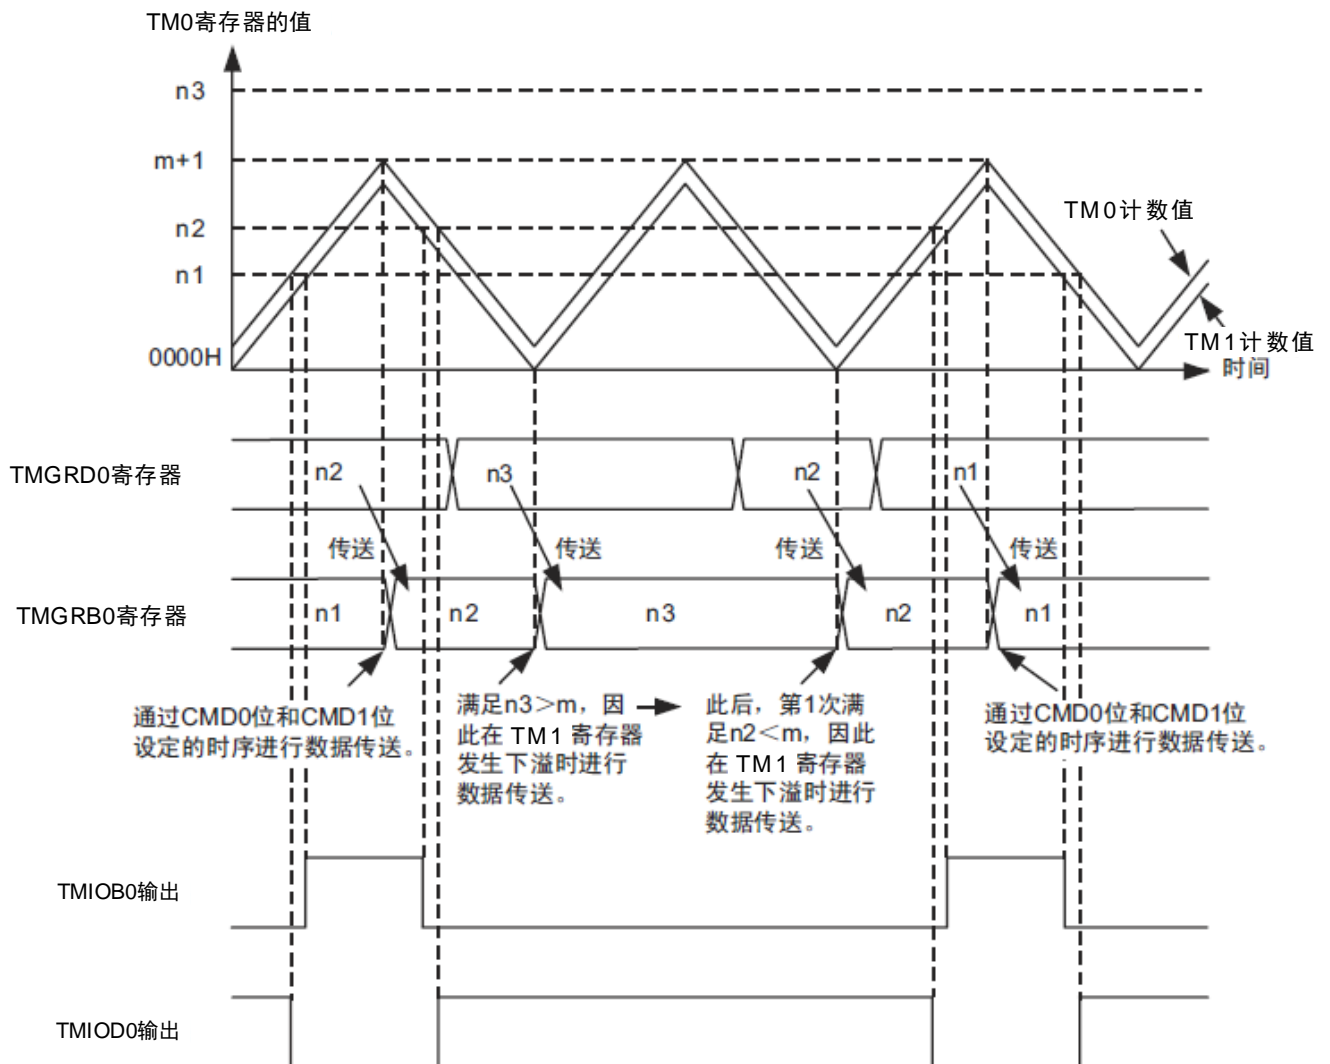 TM0寄存器的值
n3
m+1
n2
n1
0000H
TM0计数值
TM1计数值
时间
TMGRD0寄存器
n2
n3
n2
n1
传送
传送
传送
传送
TMGRB0寄存器
n1
n2
n3
n2
n1
通过CMD0位和CMD1位
设定的时序进行数据传送。
满足n3＞m，因
此在 TM1 寄存器
发生下溢时进行
数据传送。
此后，第1次满
足n2＜m，因此
在 TM1 寄存器
发生下溢时进行
数据传送。
通过CMD0位和CMD1位
设定的时序进行数据传送。
TMIOB0输出
TMIOD0输出